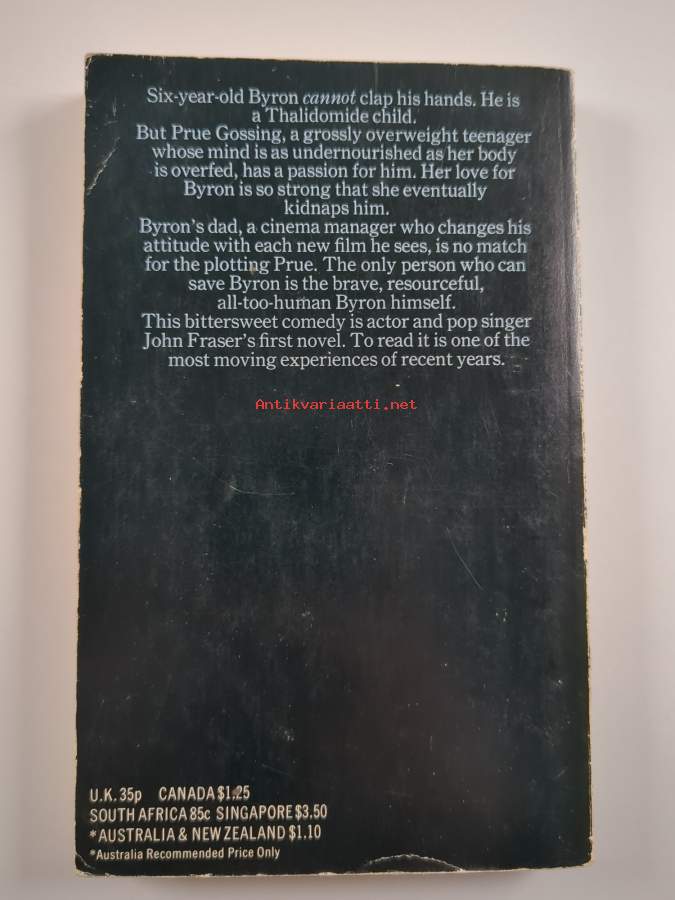 Six-year-old Byron cannot clap his hands. He is
a Thalidomide child.
But Prue Gossing, a grossly overweight teenager
whose mind is as undernourished as her body
is overfed, has a passion for him. Her love for
Byron is so strong that she eventually
kidnaps him.
Byron's dad, a cinema manager who changes his
attitude with each new film he sees, is no match
for the plotting Prue. The only person who can
save Byron is the brave, resourceful,
all-too-human Byron himself.
This bittersweet comedy is actor and pop singer
John Fraser's first novel. To read it is one of the
most moving experiences of recent years.
Antikvariaatti.net
U.K. 35p CANADA $1.25
SOUTH AFRICA 85c SINGAPORE $3.50
*AUSTRALIA & NEW ZEALAND $1.10
*Australia Recommended Price Only